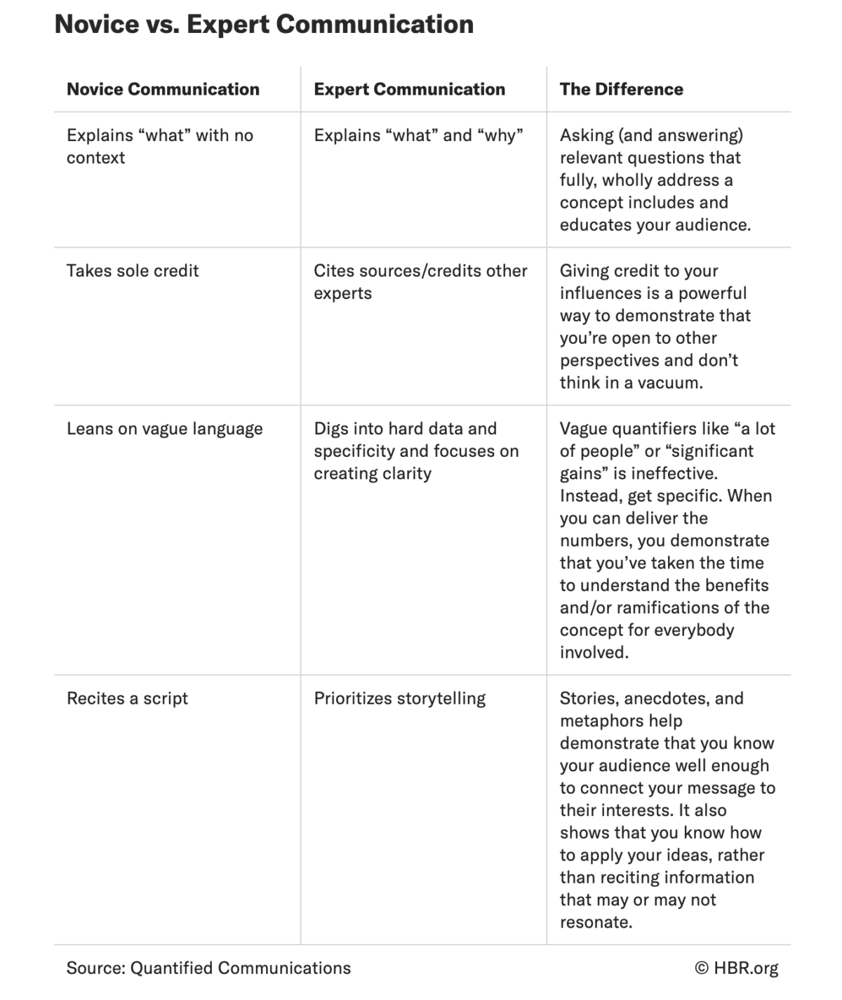 Novice vs. Expert Communication
Novice Communication
Expert Communication
The Difference
Explains “what” with no
context
Explains “what” and “why”
Asking (and answering)
relevant questions that
fully, wholly address a
concept includes and
educates your audience.
Takes sole credit
Cites sources/credits other
experts
Giving credit to your
influences is a powerful
way to demonstrate that
you’re open to other
perspectives and don’t
think in a vacuum.
Leans on vague language
Digs into hard data and
specificity and focuses on
creating clarity
Vague quantifiers like “a lot
of people” or “significant
gains” is ineffective.
Instead, get specific. When
you can deliver the
numbers, you demonstrate
that you’ve taken the time
to understand the benefits
and/or ramifications of the
concept for everybody
involved.
Recites a script
Prioritizes storytelling
Stories, anecdotes, and
metaphors help
demonstrate that you know
your audience well enough
to connect your message to
their interests. It also
shows that you know how
to apply your ideas, rather
than reciting information
that may or may not
resonate.
Source: Quantified Communications
© HBR.org